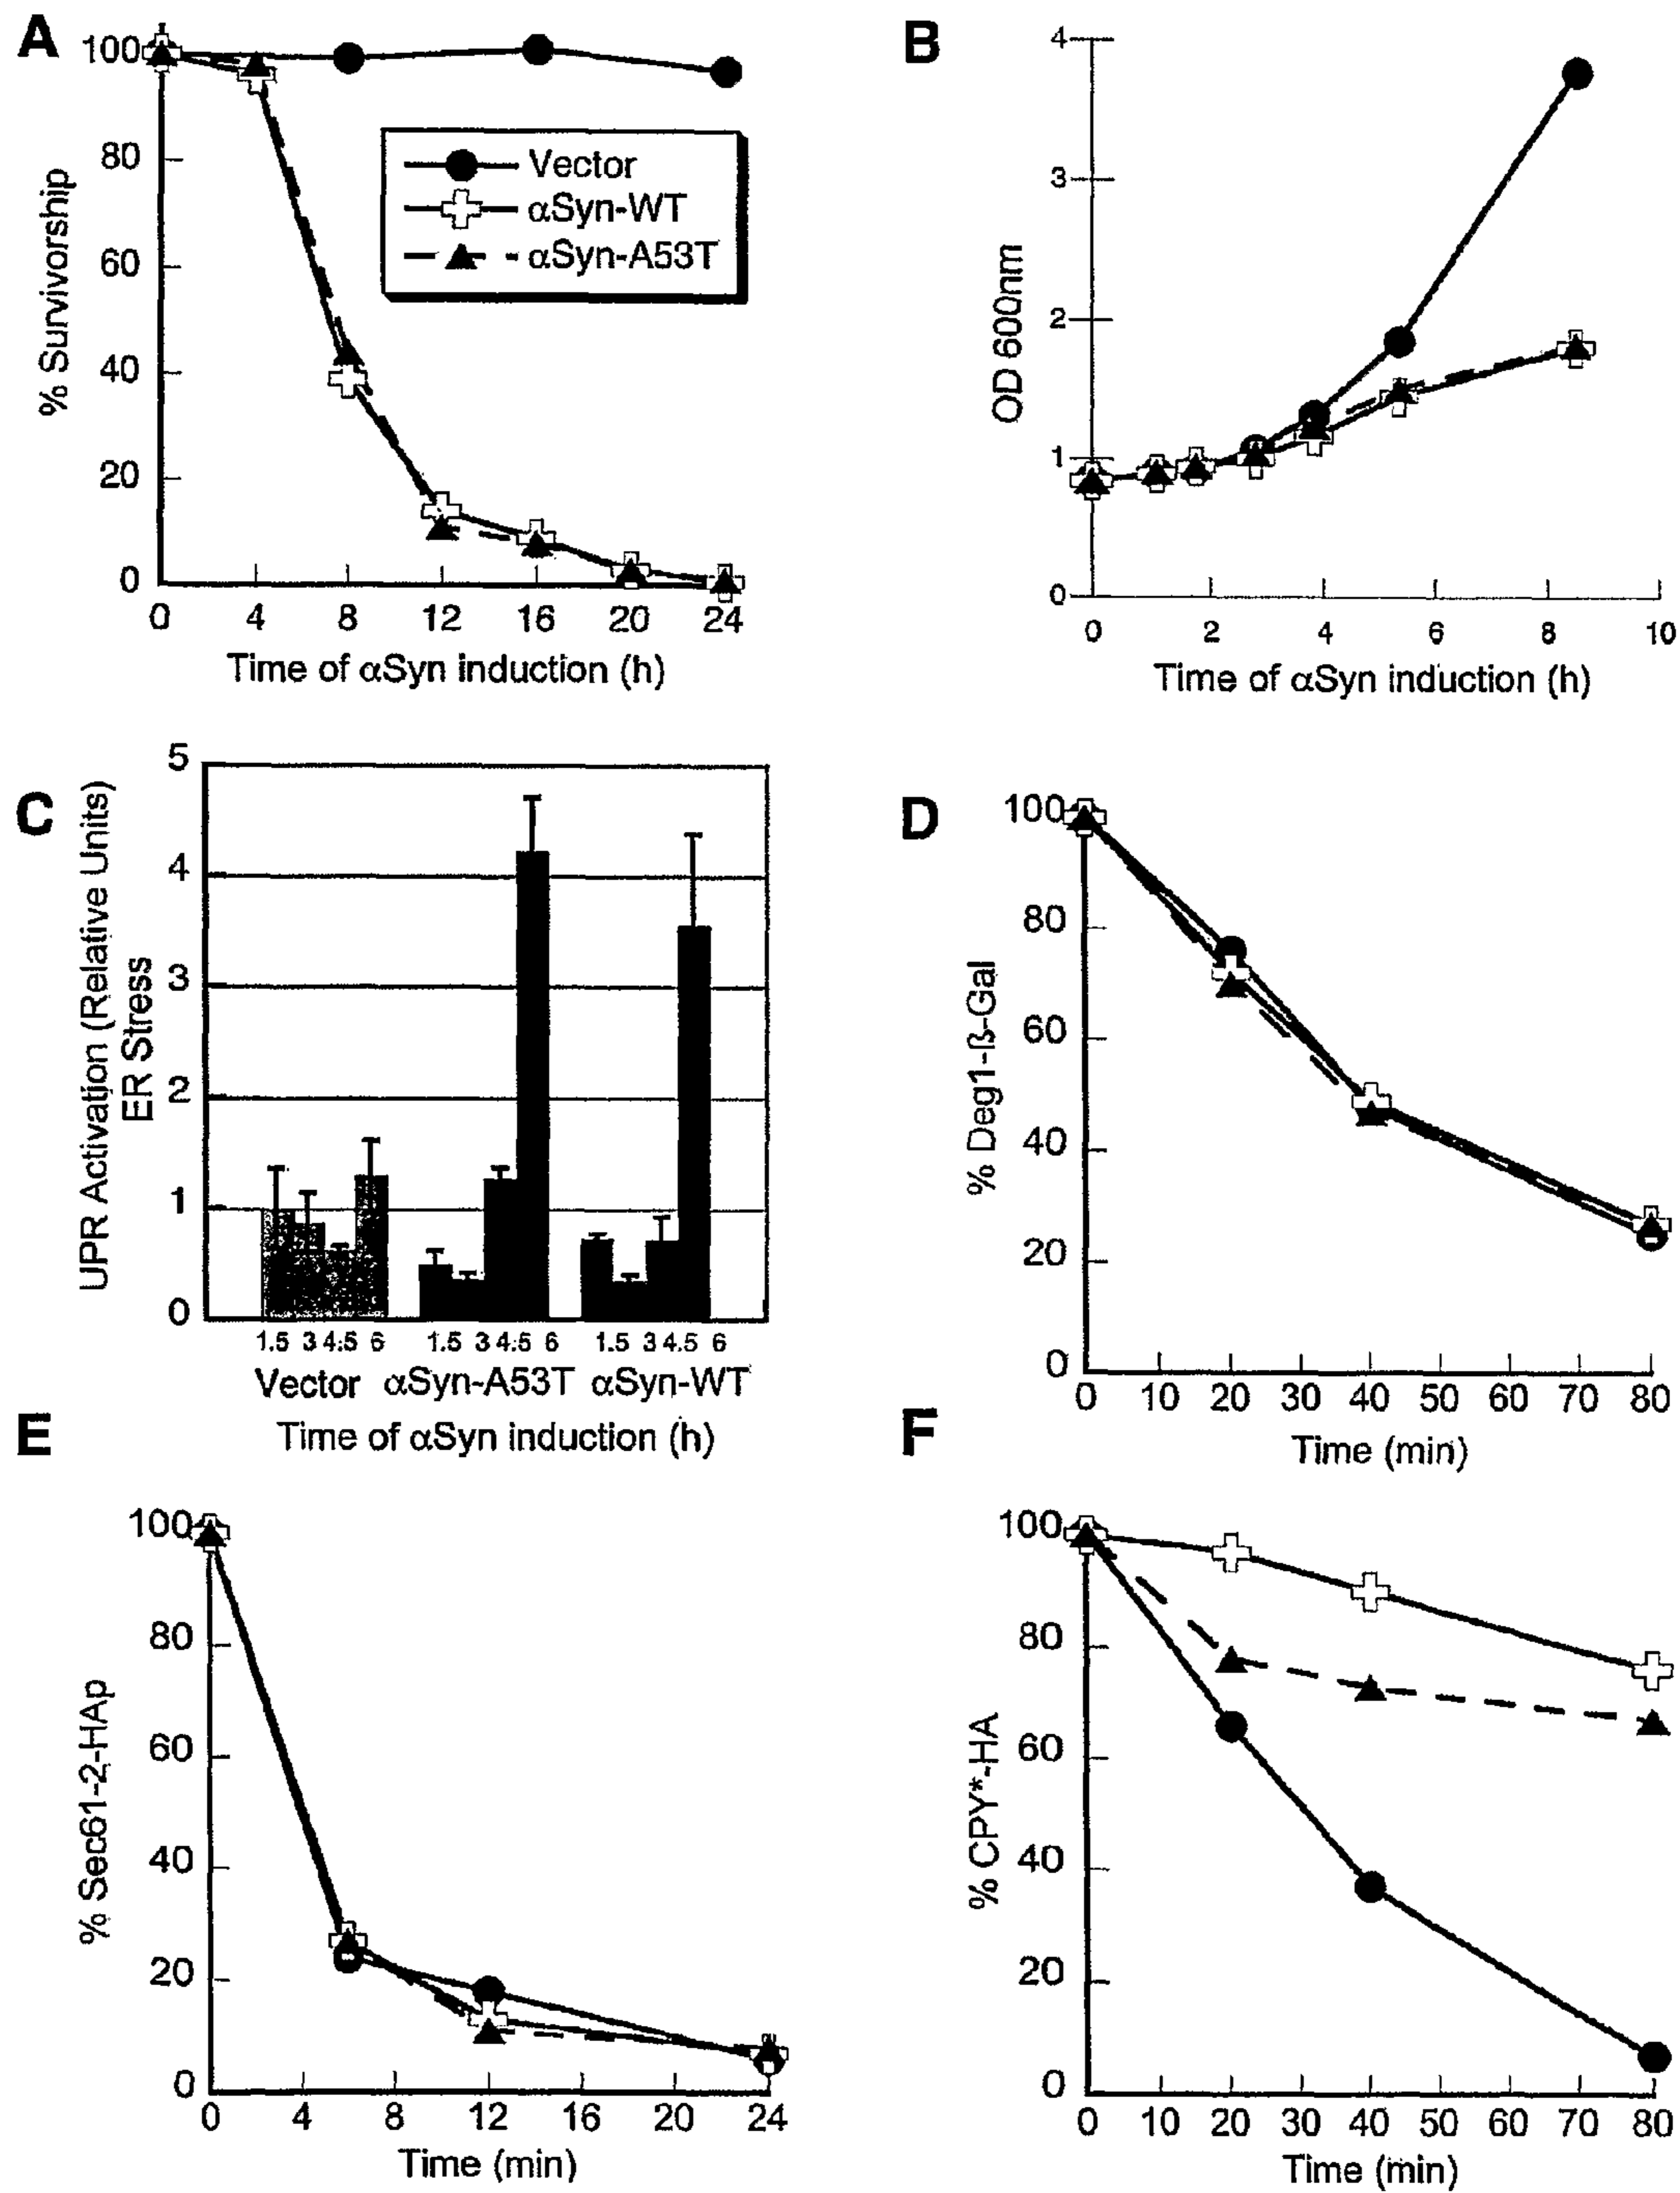 A
% Survivorship
100
80
60
40
20
0
0 4 8 12 16 20 24
Time of αSyn induction (h)
Vector
αSyn-WT
αSyn-A53T
B
OD 600nm
4
3
2
1
0
0 2 4 6 8 10
Time of αSyn induction (h)
C
UPR Activation (Relative Units)
ER Stress
5
4
3
2
1
0
1.5 3 4.5 6 1.5 3 4.5 6 1.5 3 4.5 6
Vector αSyn-A53T αSyn-WT
Time of αSyn induction (h)
D
% Deg1-ß-Gal
100
80
60
40
20
0
0 10 20 30 40 50 60 70 80
Time (min)
E
% Sec61-2-HAp
100
80
60
40
20
0
0 4 8 12 16 20 24
Time (min)
F
% CPY*-HA
100
80
60
40
20
0
0 10 20 30 40 50 60 70 80
Time (min)